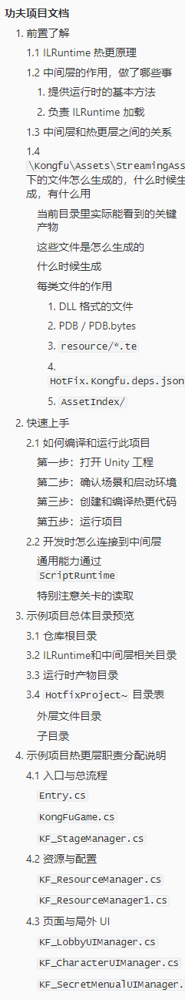 功夫项目文档
1. 前置了解
1.1 ILRuntime 热更原理
1.2 中间层的作用，做了哪些事
1. 提供运行时的基本方法
2. 负责 ILRuntime 加载
1.3 中间层和热更层之间的关系
1.4
\Kongfu\Assets\StreamingAss
下的文件怎么生成的，什么时候生
成，有什么用
当前目录里实际能看到的关键
产物
这些文件是怎么生成的
什么时候生成
每类文件的作用
1. DLL 格式的文件
2. PDB / PDB.bytes
3. resource/*.te
4.
HotFix.Kongfu.deps.json
5. AssetIndex/
2. 快速上手
2.1 如何编译和运行此项目
第一步：打开 Unity 工程
第二步：确认场景和启动环境
第三步：创建和编译热更代码
第五步：运行项目
2.2 开发时怎么连接到中间层
通用能力通过
ScriptRuntime
特别注意关卡的读取
3. 示例项目总体目录预览
3.1 仓库根目录
3.2 ILRuntime和中间层相关目录
3.3 运行时产物目录
3.4 HotfixProject~ 目录表
外层文件目录
子目录
4. 示例项目热更层职责分配说明
4.1 入口与总流程
Entry.cs
KongFuGame.cs
KF_StageManager.cs
4.2 资源与配置
KF_ResourceManager.cs
KF_ResourceManager1.cs
4.3 页面与局外 UI
KF_LobbyUIManager.cs
KF_CharacterUIManager.cs
KF_SecretMenualUIManager.